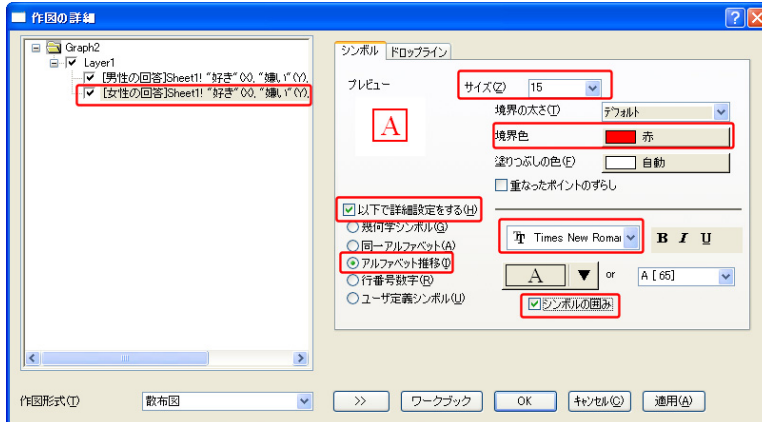 作図の詳細
Graph2
Layer1
[男性の回答]Sheet1! "好き"(X), "嫌い"(Y),
[女性の回答]Sheet1! "好き"(X), "嫌い"(Y),
シンボル ドロップライン
プレビュー
A
サイズ(Z) 15
境界の太さ(T) デフォルト
境界色 赤
塗りつぶしの色(F) 自動
重なったポイントのずらし
以下で詳細設定をする(H)
幾何学シンボル(G)
同一アルファベット(A)
アルファベット推移(I)
行番号数字(R)
ユーザ定義シンボル(U)
Times New Roma B I U
A or A [65]
シンボルの囲み
作図形式(T) 散布図
>> ワークブック OK キャンセル(C) 適用(A)